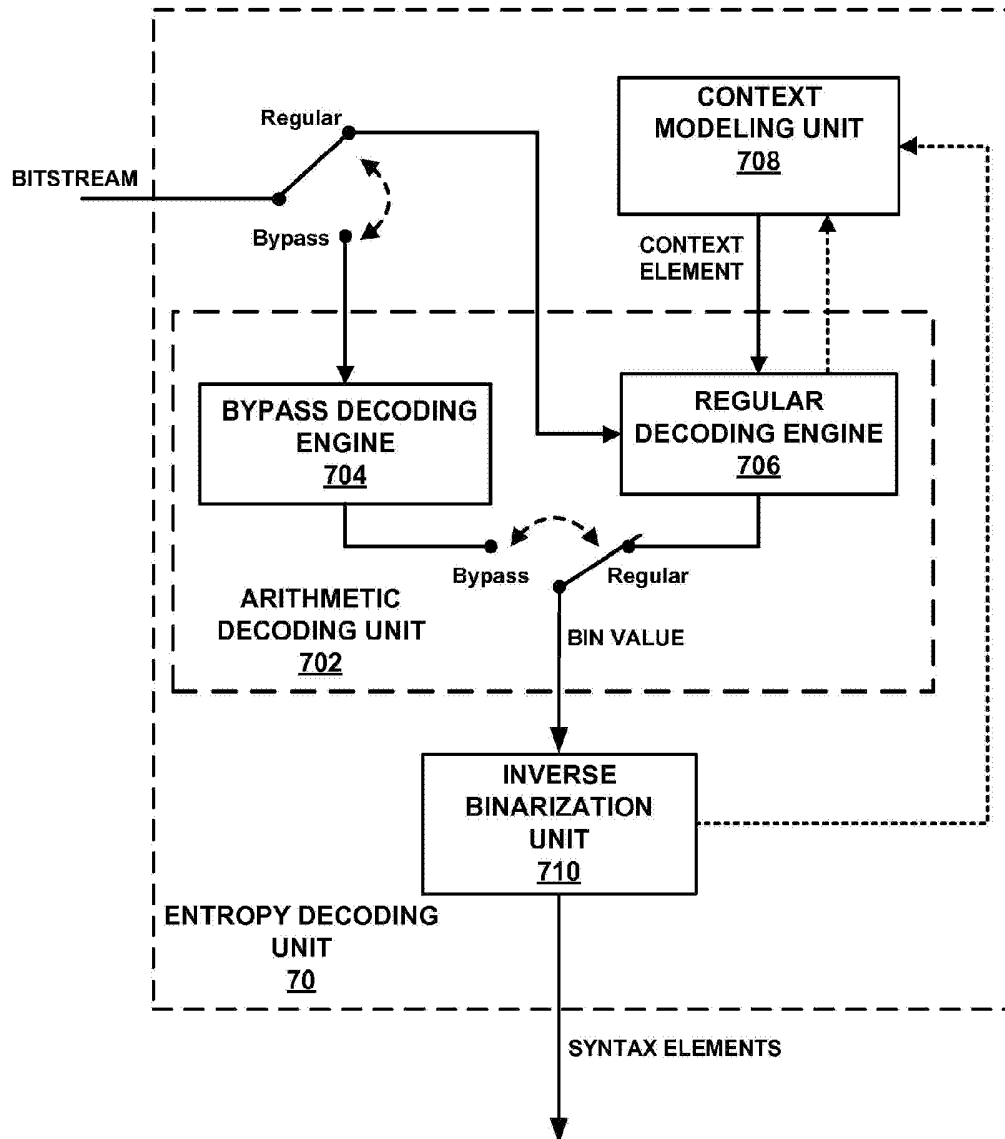 CONTEXT
MODELING UNIT
708
Regular
BITSTREAM
Bypass
CONTEXT
ELEMENT
BYPASS DECODING
ENGINE
704
REGULAR
DECODING ENGINE
706
Bypass
Regular
ARITHMETIC
DECODING UNIT
702
BIN VALUE
INVERSE
BINARIZATION
UNIT
710
ENTROPY DECODING
UNIT
70
SYNTAX ELEMENTS